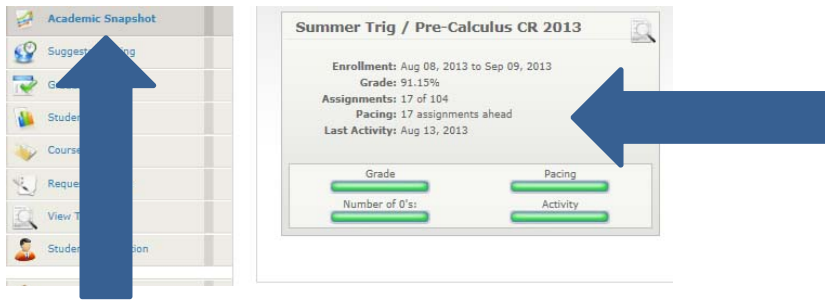 Academic Snapshot
Suggest
Stude
Course
Reque
View T
Stude
Summer Trig / Pre-Calculus CR 2013
Enrollment: Aug 08, 2013 to Sep 09, 2013
Grade: 91.15%
Assignments: 17 of 104
Pacing: 17 assignments ahead
Last Activity: Aug 13, 2013
Grade
Pacing
Number of 0's:
Activity